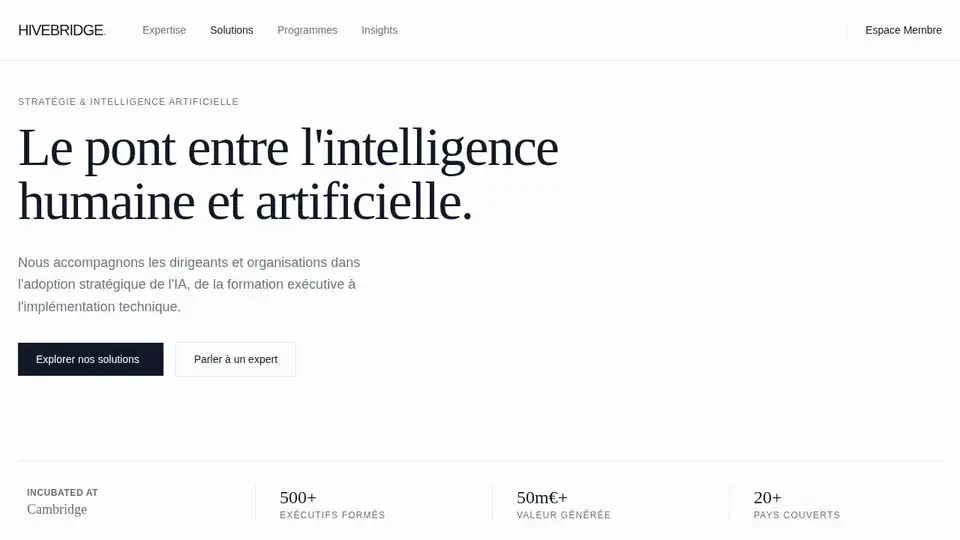 HIVEBRIDGE.
Expertise
Solutions
Programmes
Insights
Espace Membre
STRATÉGIE & INTELLIGENCE ARTIFICIELLE
Le pont entre l'intelligence
humaine et artificielle.
Nous accompagnons les dirigeants et organisations dans
l'adoption stratégique de l'IA, de la formation exécutive à
l'implémentation technique.
Explorer nos solutions
Parler à un expert
INCUBATED AT
Cambridge
500+
EXÉCUTIFS FORMÉS
50m€+
VALEUR GÉNÉRÉE
20+
PAYS COUVERTS